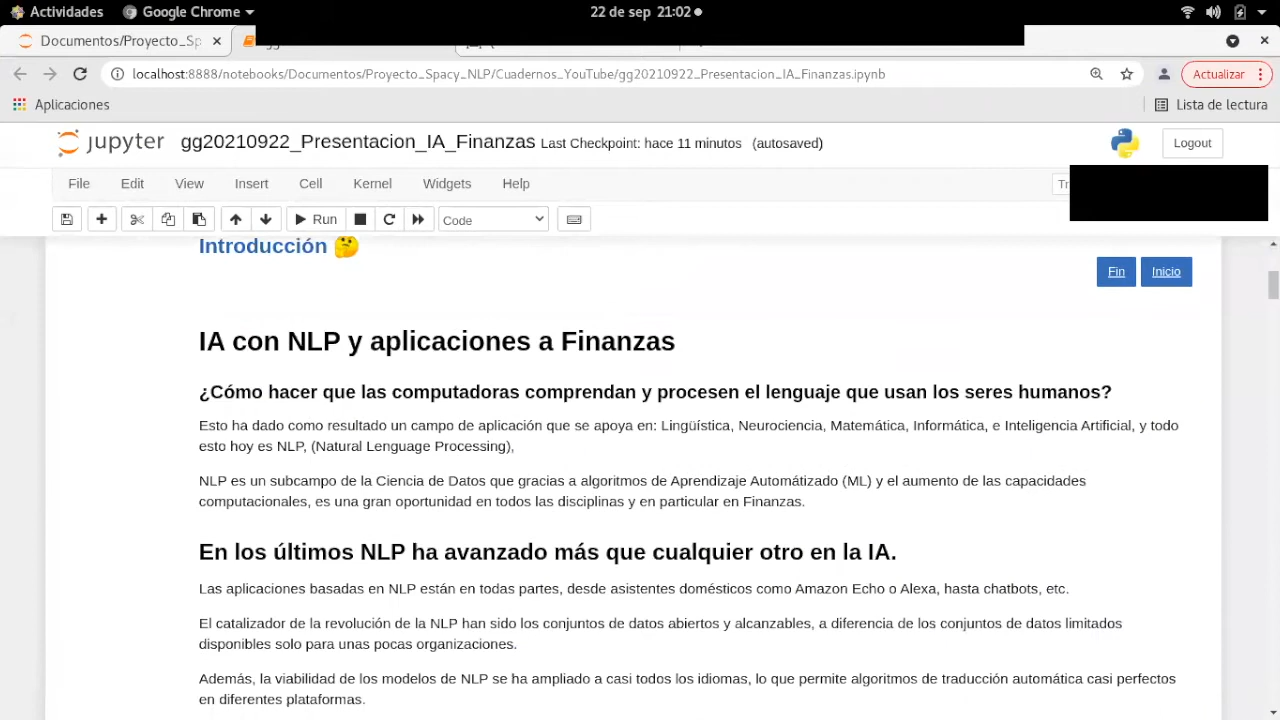 Actividades Google Chrome 22 de sep 21:02
Documentos/Proyecto_Sp
localhost:8888/notebooks/Documentos/Proyecto_Spacy_NLP/Cuadernos_YouTube/gg20210922_Presentacion_IA_Finanzas.ipynb Actualizar
Aplicaciones Lista de lectura
jupyter gg20210922_Presentacion_IA_Finanzas Last Checkpoint: hace 11 minutos (autosaved) Logout
File Edit View Insert Cell Kernel Widgets Help
Run Code
Introducción 🤔
Fin Inicio
IA con NLP y aplicaciones a Finanzas
¿Cómo hacer que las computadoras comprendan y procesen el lenguaje que usan los seres humanos?
Esto ha dado como resultado un campo de aplicación que se apoya en: Lingüística, Neurociencia, Matemática, Informática, e Inteligencia Artificial, y todo
esto hoy es NLP, (Natural Lenguage Processing),
NLP es un subcampo de la Ciencia de Datos que gracias a algoritmos de Aprendizaje Automátizado (ML) y el aumento de las capacidades
computacionales, es una gran oportunidad en todos las disciplinas y en particular en Finanzas.
En los últimos NLP ha avanzado más que cualquier otro en la IA.
Las aplicaciones basadas en NLP están en todas partes, desde asistentes domésticos como Amazon Echo o Alexa, hasta chatbots, etc.
El catalizador de la revolución de la NLP han sido los conjuntos de datos abiertos y alcanzables, a diferencia de los conjuntos de datos limitados
disponibles solo para unas pocas organizaciones.
Además, la viabilidad de los modelos de NLP se ha ampliado a casi todos los idiomas, lo que permite algoritmos de traducción automática casi perfectos
en diferentes plataformas.